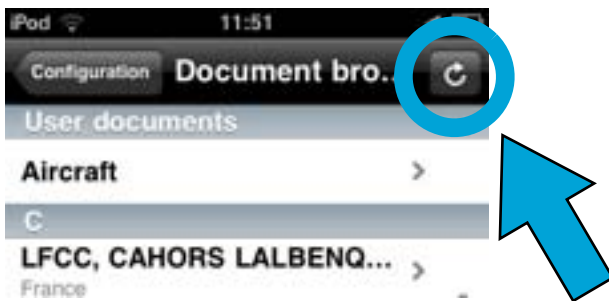 iPod 11:51
Configuration Document bro...
User documents
Aircraft
C
LFCC, CAHORS LALBENQ...
France